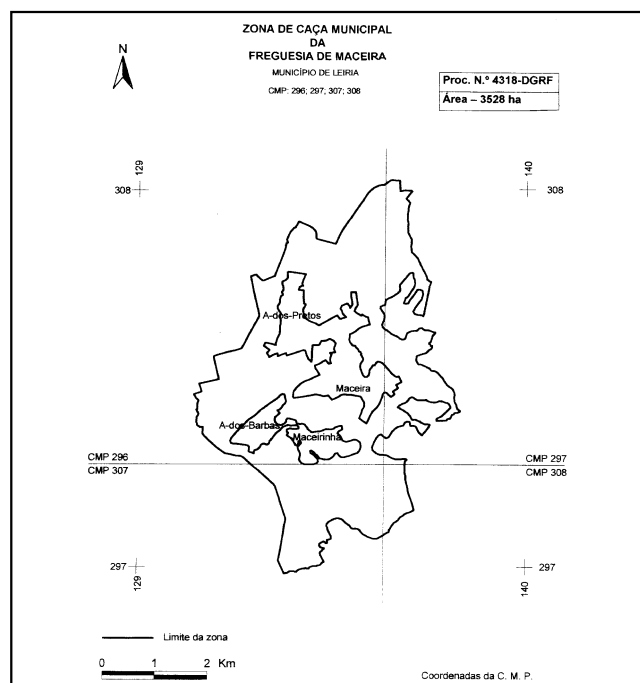 ZONA DE CAÇA MUNICIPAL
DA
FREGUESIA DE MACEIRA
MUNICÍPIO DE LEIRIA
CMP: 296; 297; 307; 308
N
Proc. N.º 4318-DGRF
Área – 3528 ha
129
140
308
308
A-dos-Pretos
Maceira
A-dos-Barbas
Maceirinha
CMP 296
CMP 297
CMP 307
CMP 308
297
297
129
140
Limite da zona
0 1 2 Km
Coordenadas da C. M. P.